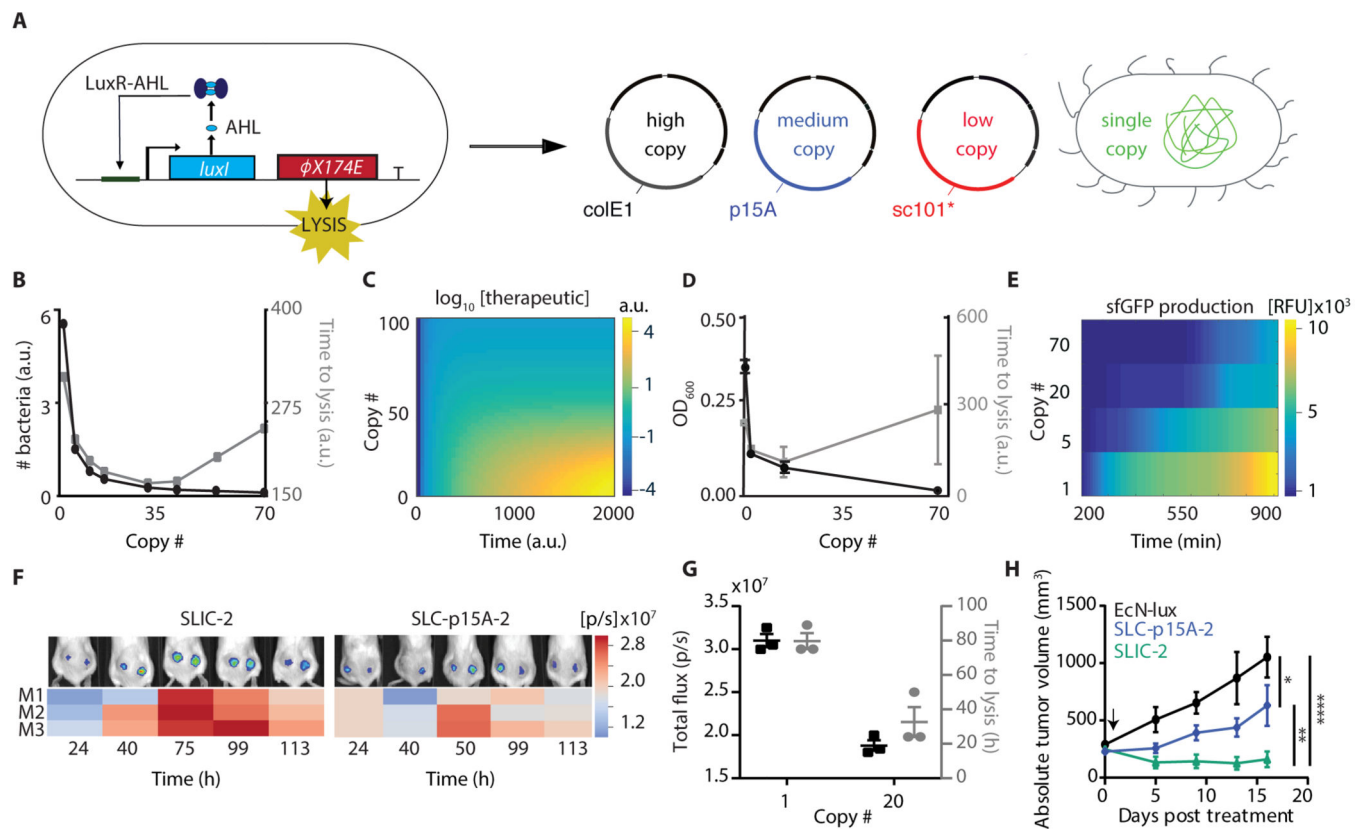 A
LuxR-AHL
AHL
luxI
ϕX174E
T
LYSIS
high
copy
colE1
medium
copy
p15A
low
copy
sc101*
single
copy
B
# bacteria (a.u.)
6
3
0
400
275
150
Time to lysis (a.u.)
0 35 70
Copy #
C
log10 [therapeutic]
a.u.
Copy #
100
50
0
4
1
-1
-4
0 1000 2000
Time (a.u.)
D
OD600
0.50
0.25
0.00
600
300
0
Time to lysis (a.u.)
0 35 70
Copy #
E
sfGFP production
[RFU]x10³
Copy #
70
20
5
1
10
5
1
200 550 900
Time (min)
F
SLIC-2
SLC-p15A-2
[p/s]x10⁷
2.8
2.0
1.2
M1
M2
M3
24 40 75 99 113
24 40 50 99 113
Time (h)
Time (h)
G
x10⁷
Total flux (p/s)
3.5
3.0
2.5
2.0
1.5
100
80
60
40
20
0
Time to lysis (h)
1 20
Copy #
H
Absolute tumor volume (mm³)
1500
1000
500
0
EcN-lux
SLC-p15A-2
SLIC-2
*
**
****
0 5 10 15 20
Days post treatment